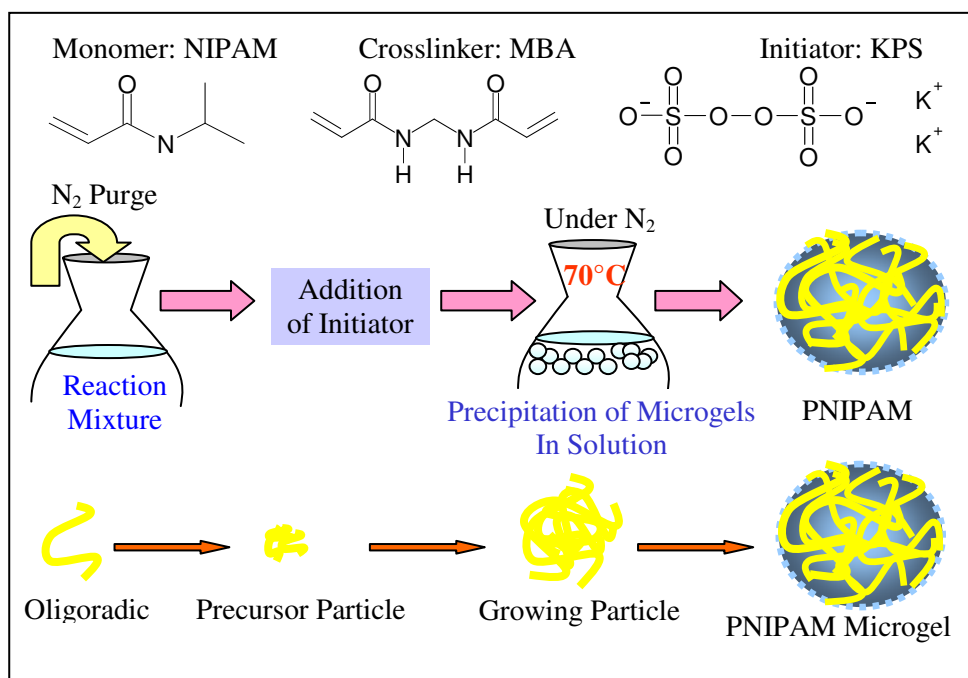 Monomer: NIPAM
Crosslinker: MBA
Initiator: KPS
O
N
O
O
N
N
H
H
O
O
O⁻
S
O
O
S
O⁻
O
O
K⁺
K⁺
N₂ Purge
Under N₂
70°C
Addition
of Initiator
Reaction
Mixture
Precipitation of Microgels
In Solution
PNIPAM
Oligoradic
Precursor Particle
Growing Particle
PNIPAM Microgel